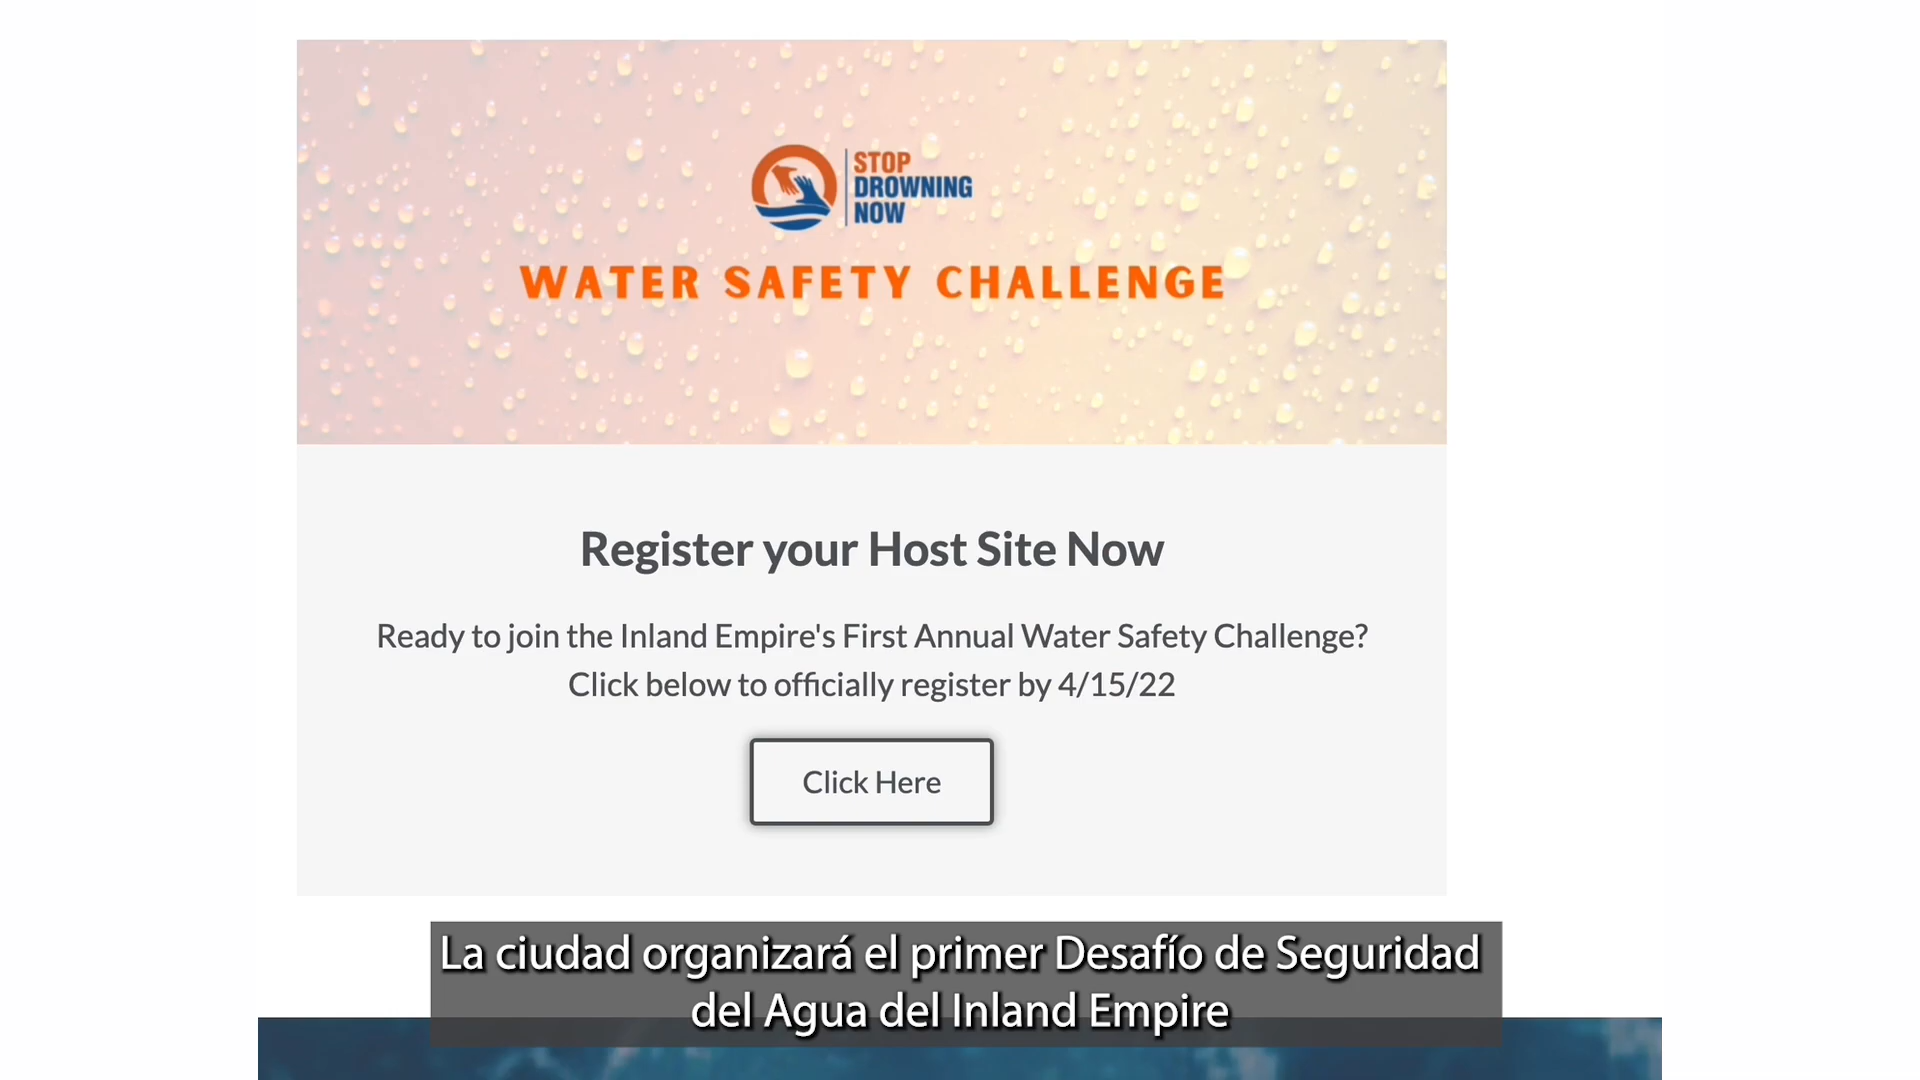 STOP
DROWNING
NOW
WATER SAFETY CHALLENGE
Register your Host Site Now
Ready to join the Inland Empire's First Annual Water Safety Challenge?
Click below to officially register by 4/15/22
Click Here
La ciudad organizará el primer Desafío de Seguridad
del Agua del Inland Empire